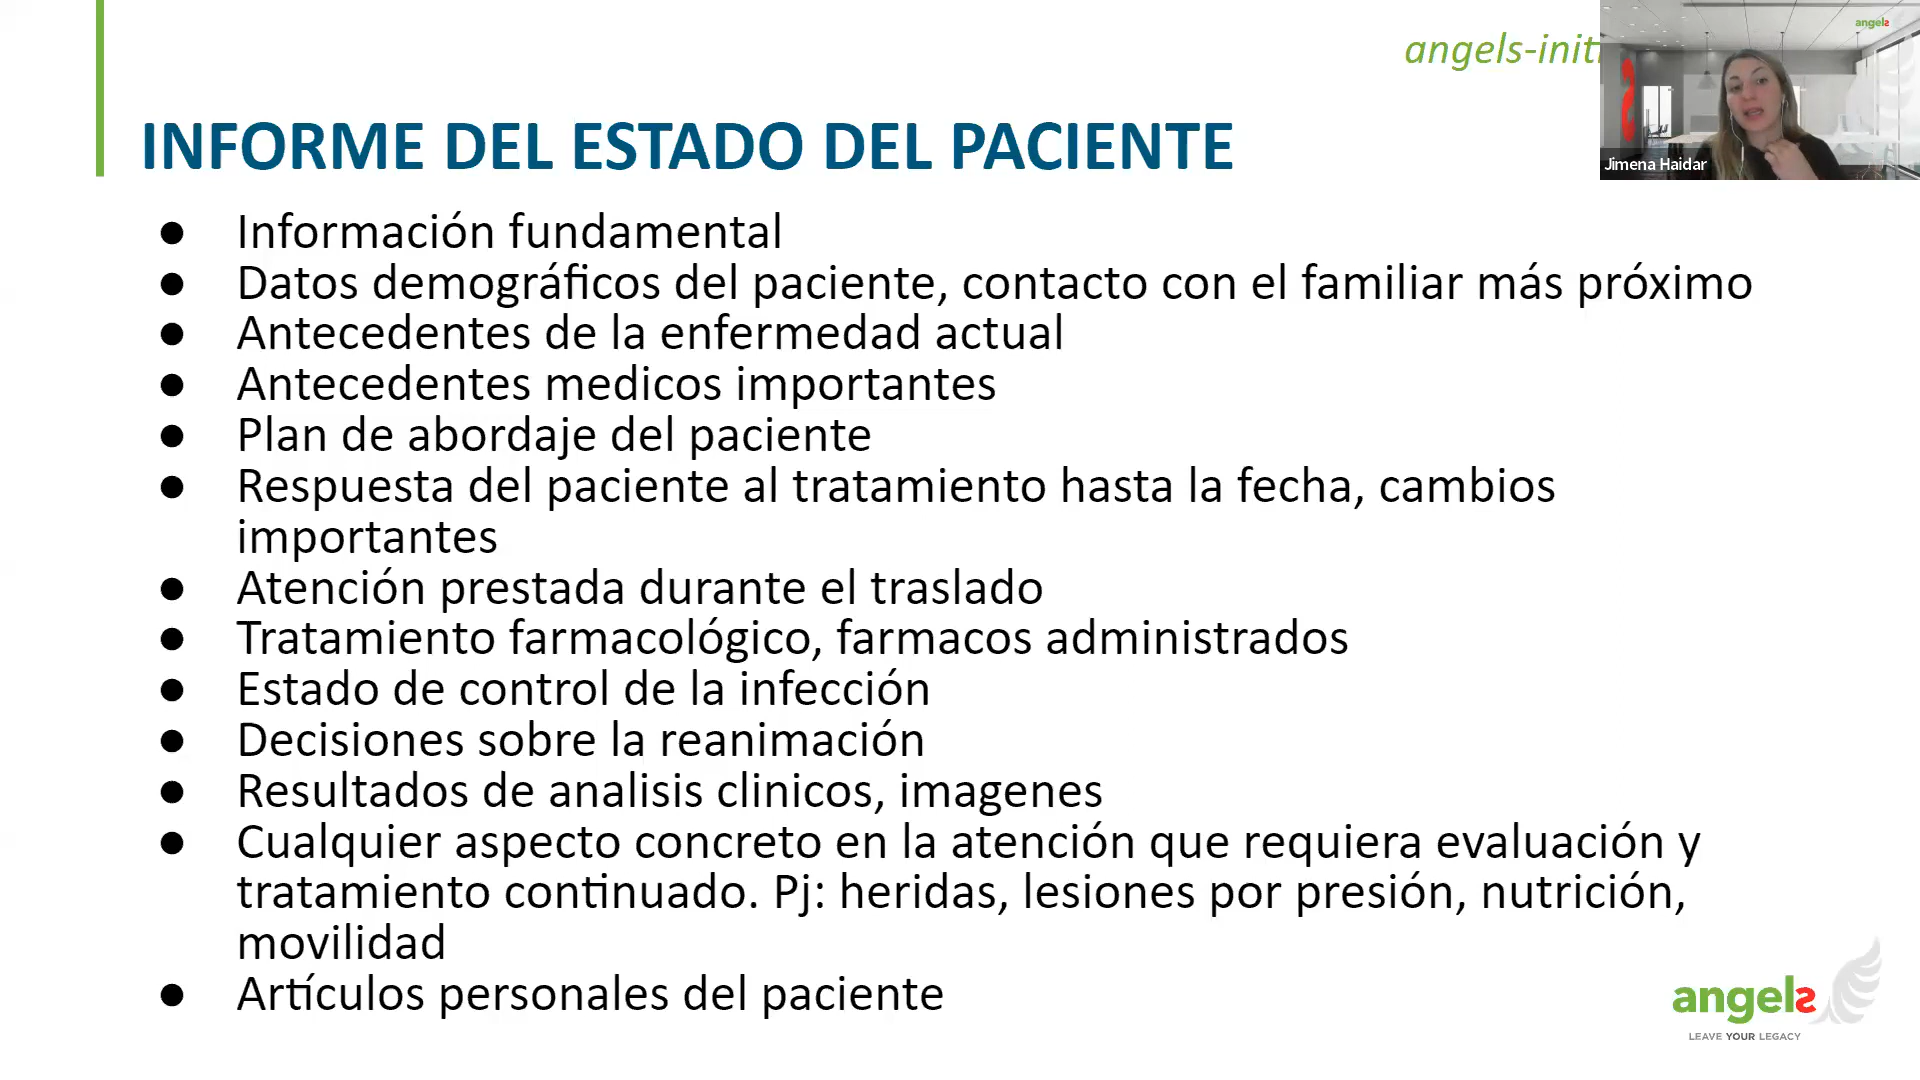 angels-initi
angels
Jimena Haidar
INFORME DEL ESTADO DEL PACIENTE
● Información fundamental
● Datos demográficos del paciente, contacto con el familiar más próximo
● Antecedentes de la enfermedad actual
● Antecedentes medicos importantes
● Plan de abordaje del paciente
● Respuesta del paciente al tratamiento hasta la fecha, cambios
importantes
● Atención prestada durante el traslado
● Tratamiento farmacológico, farmacos administrados
● Estado de control de la infección
● Decisiones sobre la reanimación
● Resultados de analisis clinicos, imagenes
● Cualquier aspecto concreto en la atención que requiera evaluación y
tratamiento continuado. Pj: heridas, lesiones por presión, nutrición,
movilidad
● Artículos personales del paciente
angels
LEAVE YOUR LEGACY